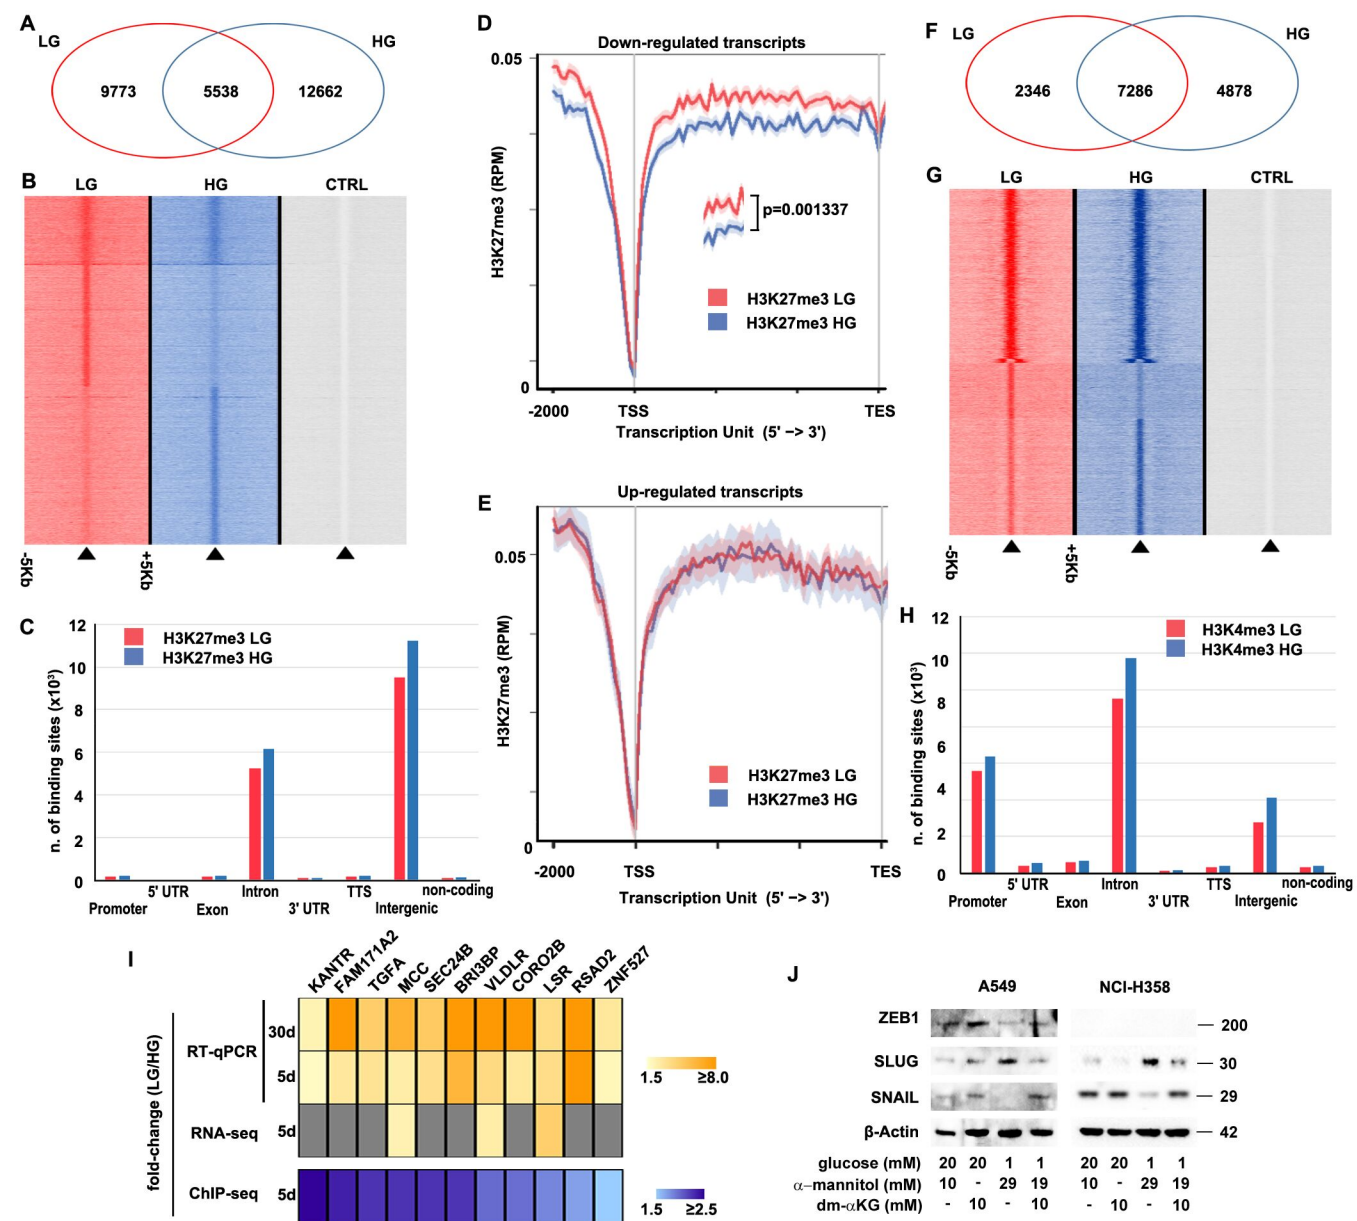 A
LG
HG
9773
5538
12662
B
LG
HG
CTRL
-5Kb
+5Kb
C
12
10
8
6
4
2
0
n. of binding sites (x10³)
H3K27me3 LG
H3K27me3 HG
Promoter
5' UTR
Exon
Intron
3' UTR
TTS
Intergenic
non-coding
D
Down-regulated transcripts
0.05
0
H3K27me3 (RPM)
p=0.001337
H3K27me3 LG
H3K27me3 HG
-2000
TSS
TES
Transcription Unit (5' −> 3')
E
Up-regulated transcripts
0.05
0
H3K27me3 (RPM)
H3K27me3 LG
H3K27me3 HG
-2000
TSS
TES
Transcription Unit (5' −> 3')
F
LG
HG
2346
7286
4878
G
LG
HG
CTRL
-5Kb
+5Kb
H
12
10
8
6
4
2
0
n. of binding sites (x10³)
H3K4me3 LG
H3K4me3 HG
Promoter
5' UTR
Exon
Intron
3' UTR
TTS
Intergenic
non-coding
I
KANTR
FAM171A2
TGFA
MCC
SEC24B
BRI3BP
VLDLR
CORO2B
LSR
RSAD2
ZNF527
fold-change (LG/HG)
RT-qPCR
30d
5d
RNA-seq 5d
ChIP-seq 5d
1.5 ≥8.0
1.5 ≥2.5
J
A549
NCI-H358
ZEB1
200
SLUG
30
SNAIL
29
β-Actin
42
glucose (mM) 20 20 1 1 20 20 1 1
α−mannitol (mM) 10 - 29 19 10 - 29 19
dm-αKG (mM) - 10 - 10 - 10 - 10